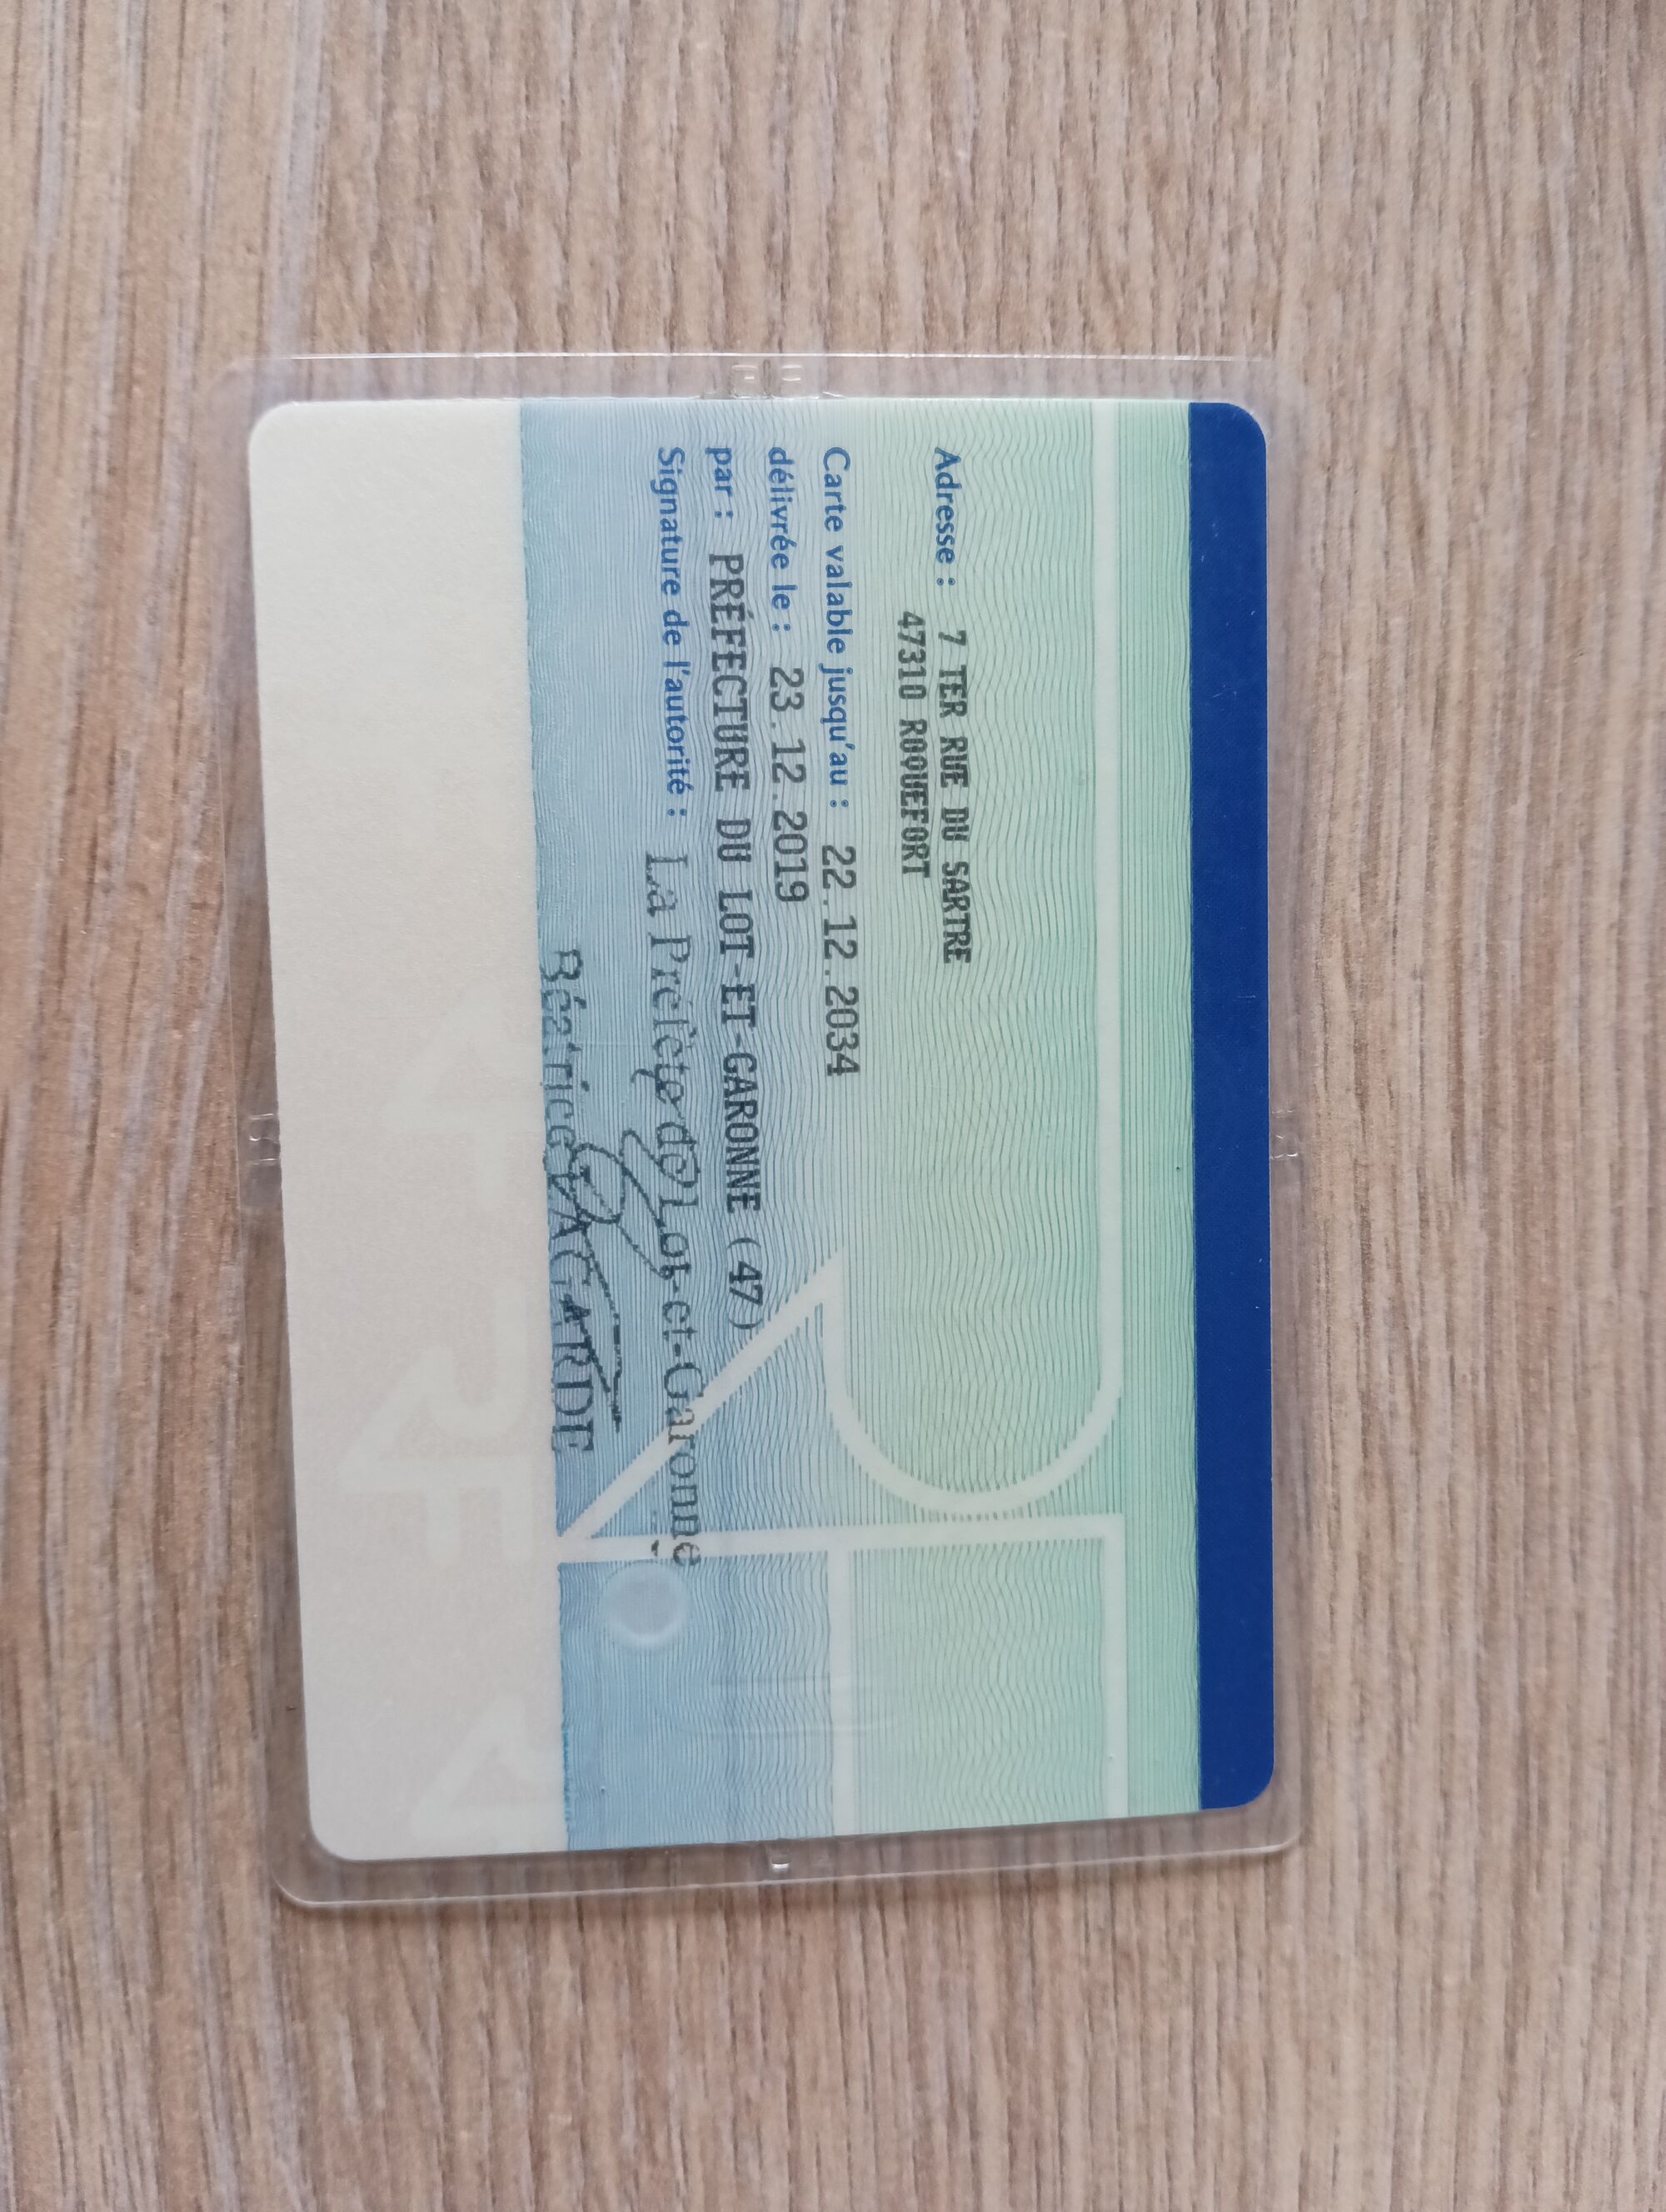 Adresse : 7 TER RUE DU SARTRE
47310 ROQUEFORT
Carte valable jusqu'au : 22.12.2034
délivrée le : 23.12.2019
par : PRÉFECTURE DU LOT-ET-GARONNE (47)
Signature de l'autorité : La Préfète de Lot-et-Garonne
Béatrice LAGARDE
RF